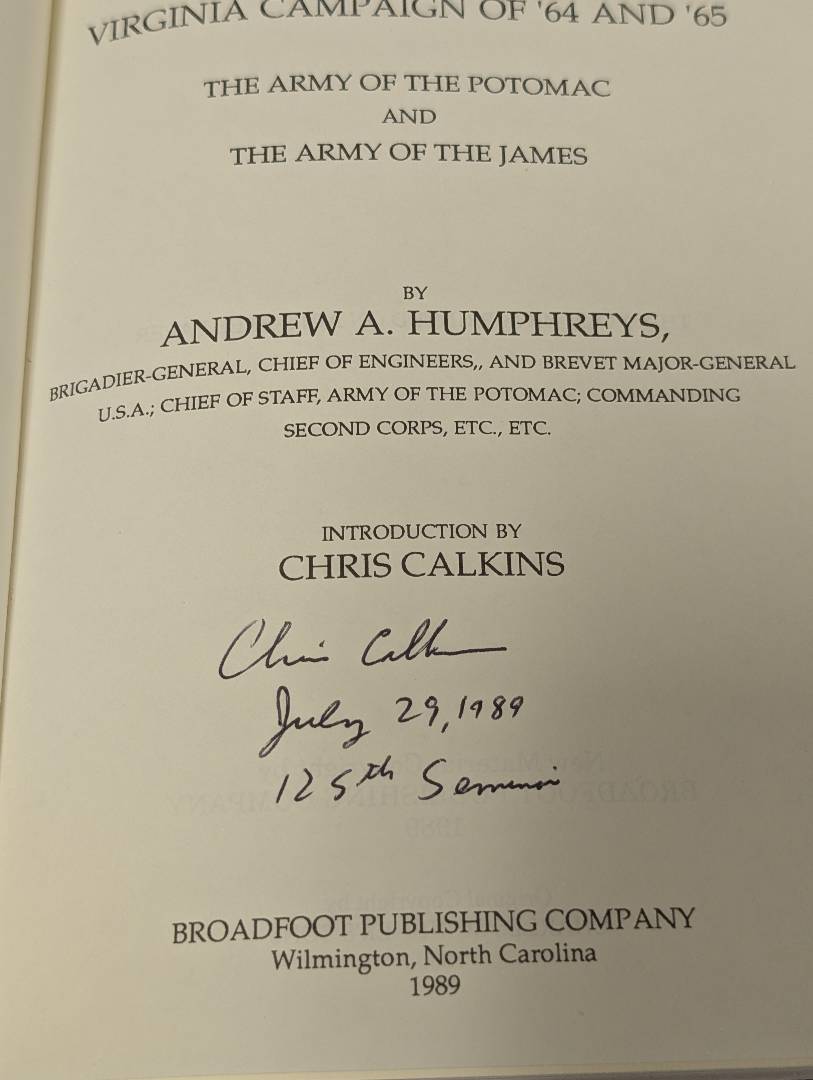 VIRGINIA CAMPAIGN OF '64 AND '65
THE ARMY OF THE POTOMAC
AND
THE ARMY OF THE JAMES
BY
ANDREW A. HUMPHREYS,
BRIGADIER-GENERAL, CHIEF OF ENGINEERS,, AND BREVET MAJOR-GENERAL
U.S.A.; CHIEF OF STAFF, ARMY OF THE POTOMAC; COMMANDING
SECOND CORPS, ETC., ETC.
INTRODUCTION BY
CHRIS CALKINS
Chris Calkins
July 29, 1989
125th Seminar
BROADFOOT PUBLISHING COMPANY
Wilmington, North Carolina
1989